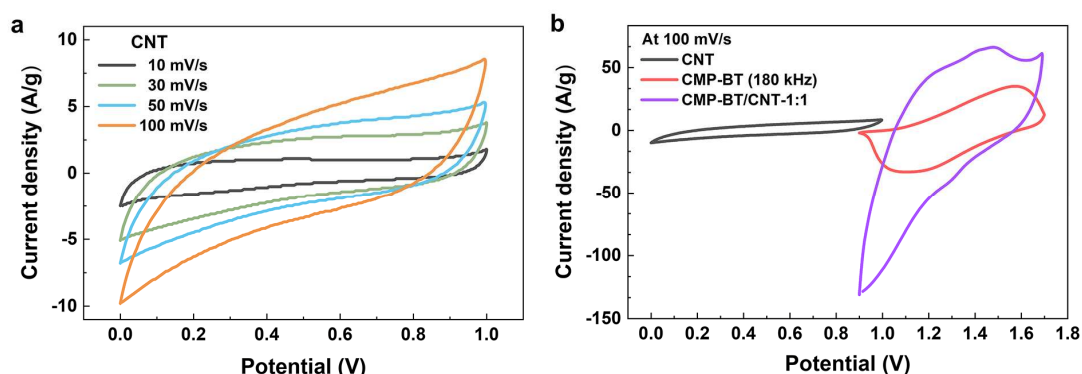 a
CNT
10 mV/s
30 mV/s
50 mV/s
100 mV/s
Current density (A/g)
10
5
0
-5
-10
0.0 0.2 0.4 0.6 0.8 1.0
Potential (V)
b
At 100 mV/s
CNT
CMP-BT (180 kHz)
CMP-BT/CNT-1:1
Current density (A/g)
50
0
-50
-100
-150
0.0 0.2 0.4 0.6 0.8 1.0 1.2 1.4 1.6 1.8
Potential (V)